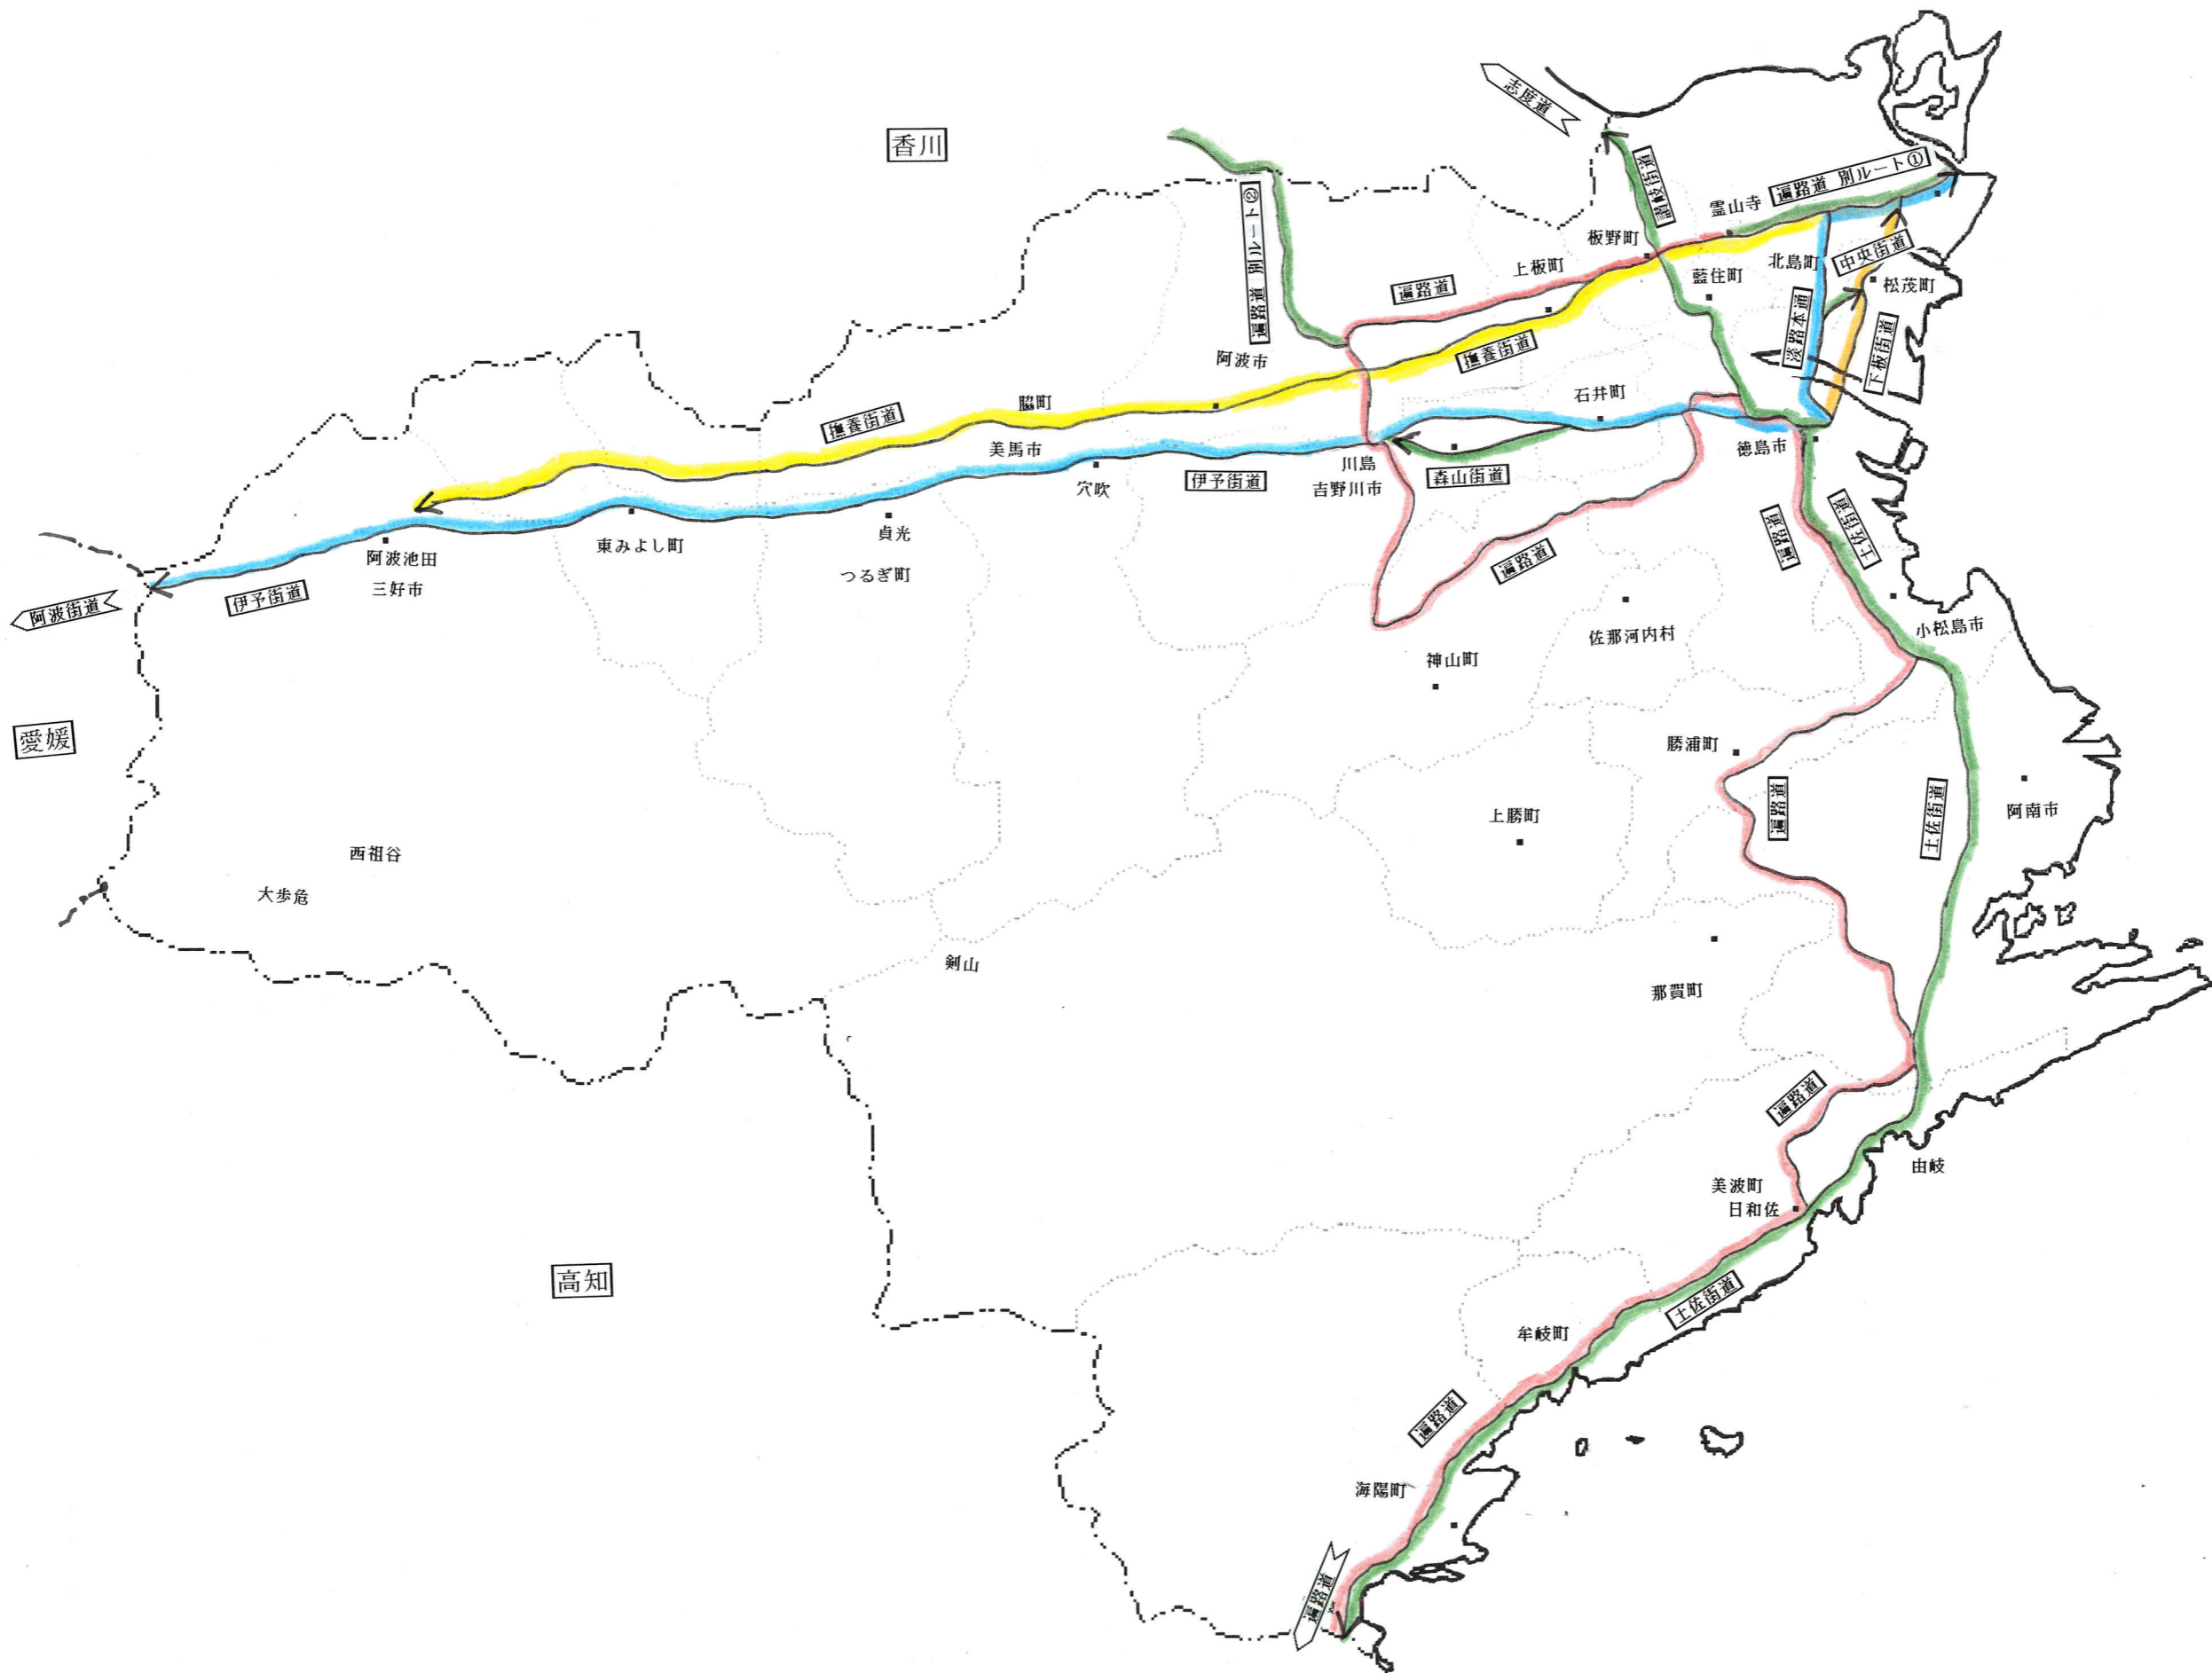 志度道
香川
讃岐街道
遍路道 別ルート①
霊山寺
遍路道 別ルート②
板野町
上板町
北島町
中央街道
藍住町
松茂町
遍路道
淡路本通
下板街道
撫養街道
阿波市
石井町
脇町
撫養街道
美馬市
徳島市
川島
吉野川市
森山街道
伊予街道
穴吹
遍路道
土佐街道
貞光
東みよし町
つるぎ町
阿波池田
三好市
伊予街道
阿波街道
遍路道
佐那河内村
小松島市
神山町
愛媛
勝浦町
遍路道
土佐街道
阿南市
上勝町
西祖谷
大歩危
剣山
那賀町
遍路道
由岐
美波町
日和佐
高知
土佐街道
牟岐町
遍路道
海陽町
遍路道